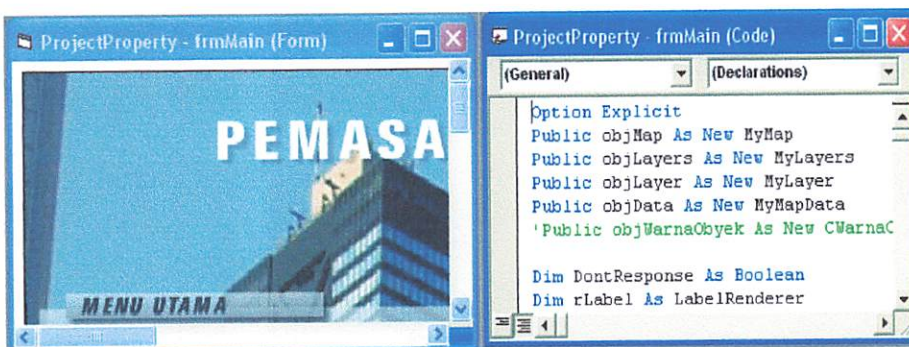 ProjectProperty - frmMain (Form)
PEMASA
MENU UTAMA
ProjectProperty - frmMain (Code)
(General)
(Declarations)
Option Explicit
Public objMap As New MyMap
Public objLayers As New MyLayers
Public objLayer As New MyLayer
Public objData As New MyMapData
'Public objWarnaObyek As New CWarnaC
Dim DontResponse As Boolean
Dim rLabel As LabelRenderer